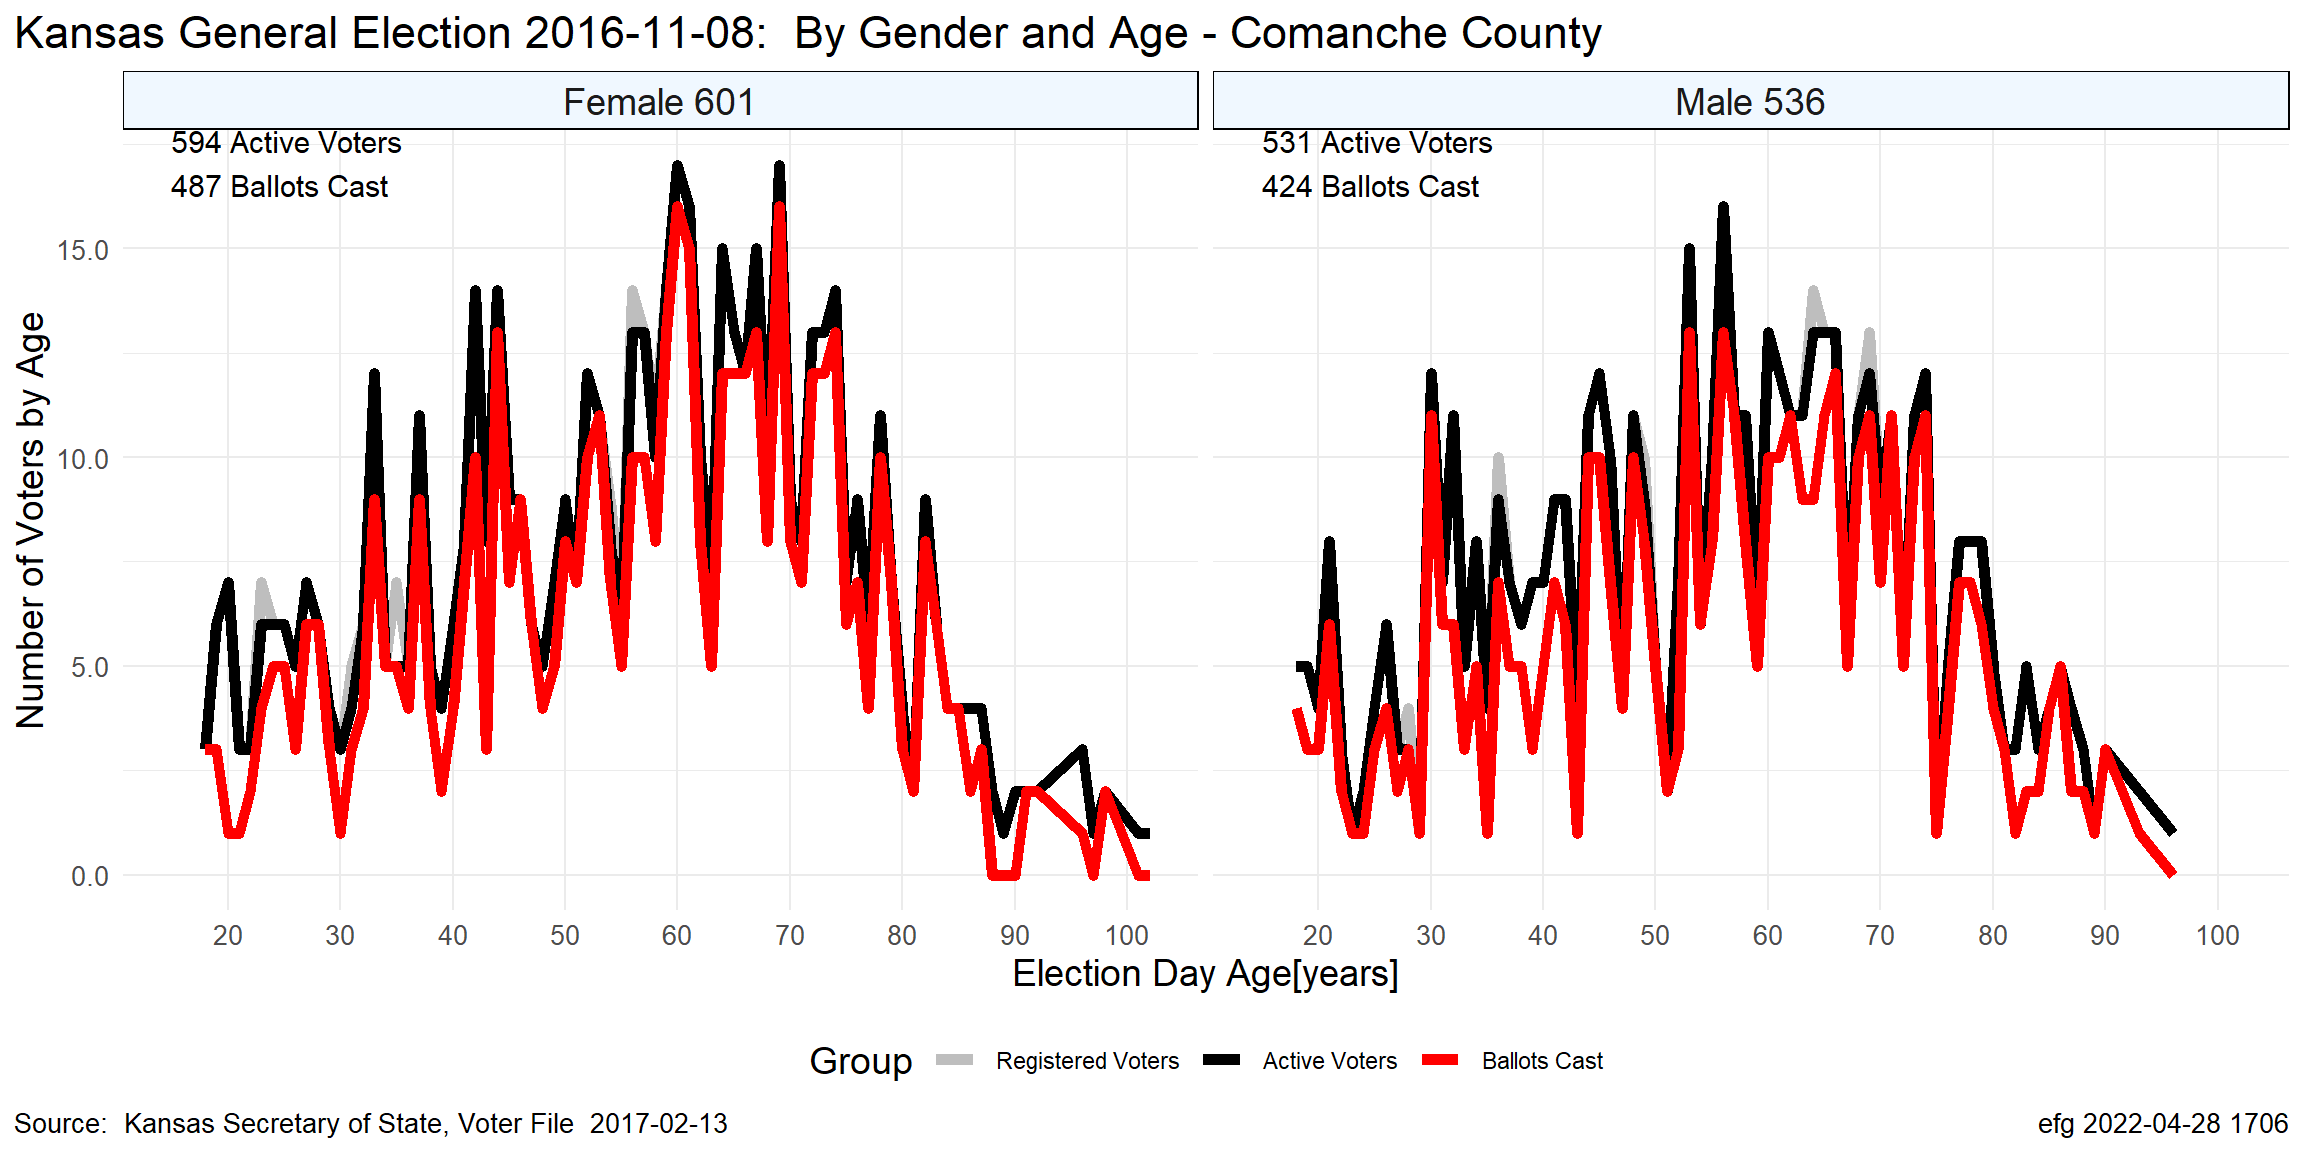 Kansas General Election 2016-11-08:  By Gender and Age - Comanche County
Female 601
Male 536
594 Active Voters
487 Ballots Cast
531 Active Voters
424 Ballots Cast
Number of Voters by Age
15.0
10.0
5.0
0.0
20 30 40 50 60 70 80 90 100
20 30 40 50 60 70 80 90 100
Election Day Age[years]
Group Registered Voters Active Voters Ballots Cast
Source:  Kansas Secretary of State, Voter File  2017-02-13
efg 2022-04-28 1706